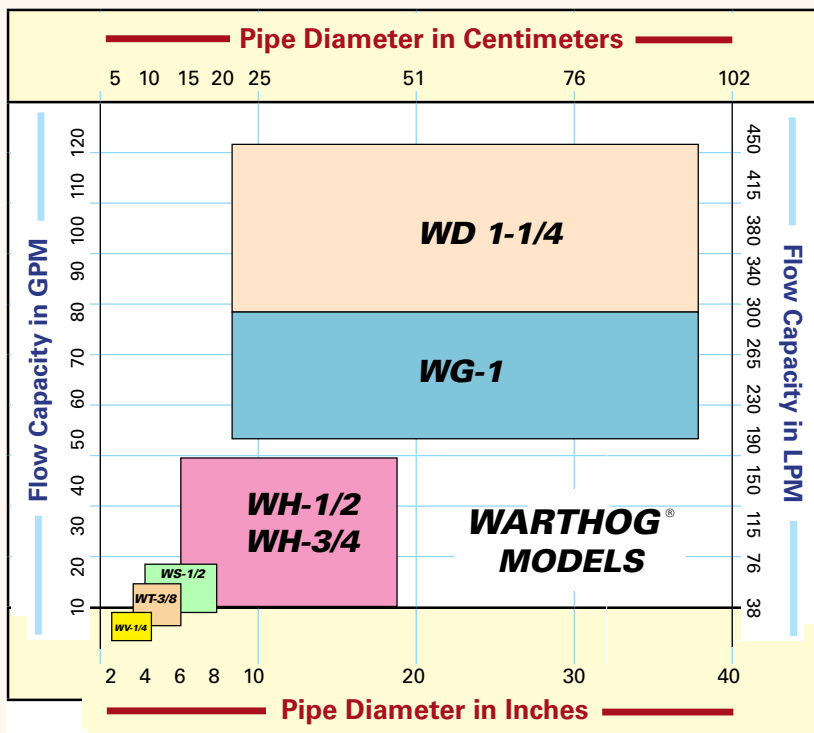 Pipe Diameter in Centimeters
5 10 15 20 25 51 76 102
Flow Capacity in GPM
120
110
100
90
80
70
60
50
40
30
20
10
WD 1-1/4
WG-1
WH-1/2
WH-3/4
WS-1/2
WT-3/8
WV-1/4
WARTHOG®
MODELS
450
415
380
340
300
265
230
190
150
115
76
38
Flow Capacity in LPM
2 4 6 8 10 20 30 40
Pipe Diameter in Inches